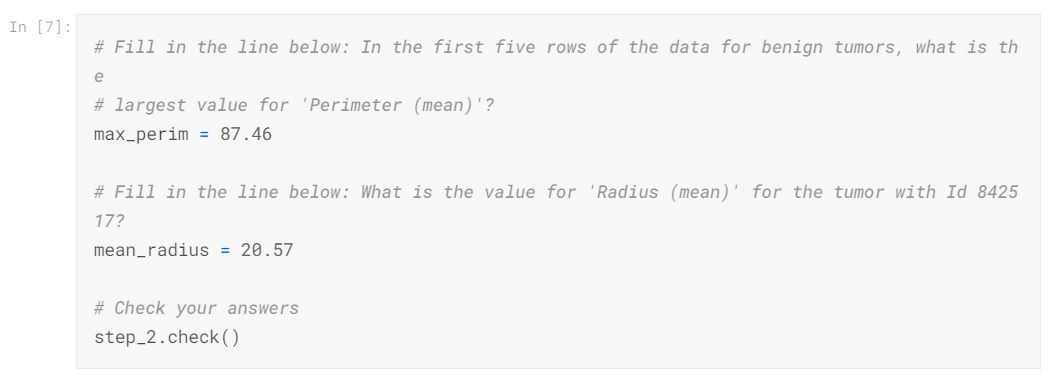 In [7]:
# Fill in the line below: In the first five rows of the data for benign tumors, what is th
e
# largest value for 'Perimeter (mean)'?
max_perim = 87.46
# Fill in the line below: What is the value for 'Radius (mean)' for the tumor with Id 8425
17?
mean_radius = 20.57
# Check your answers
step_2.check()